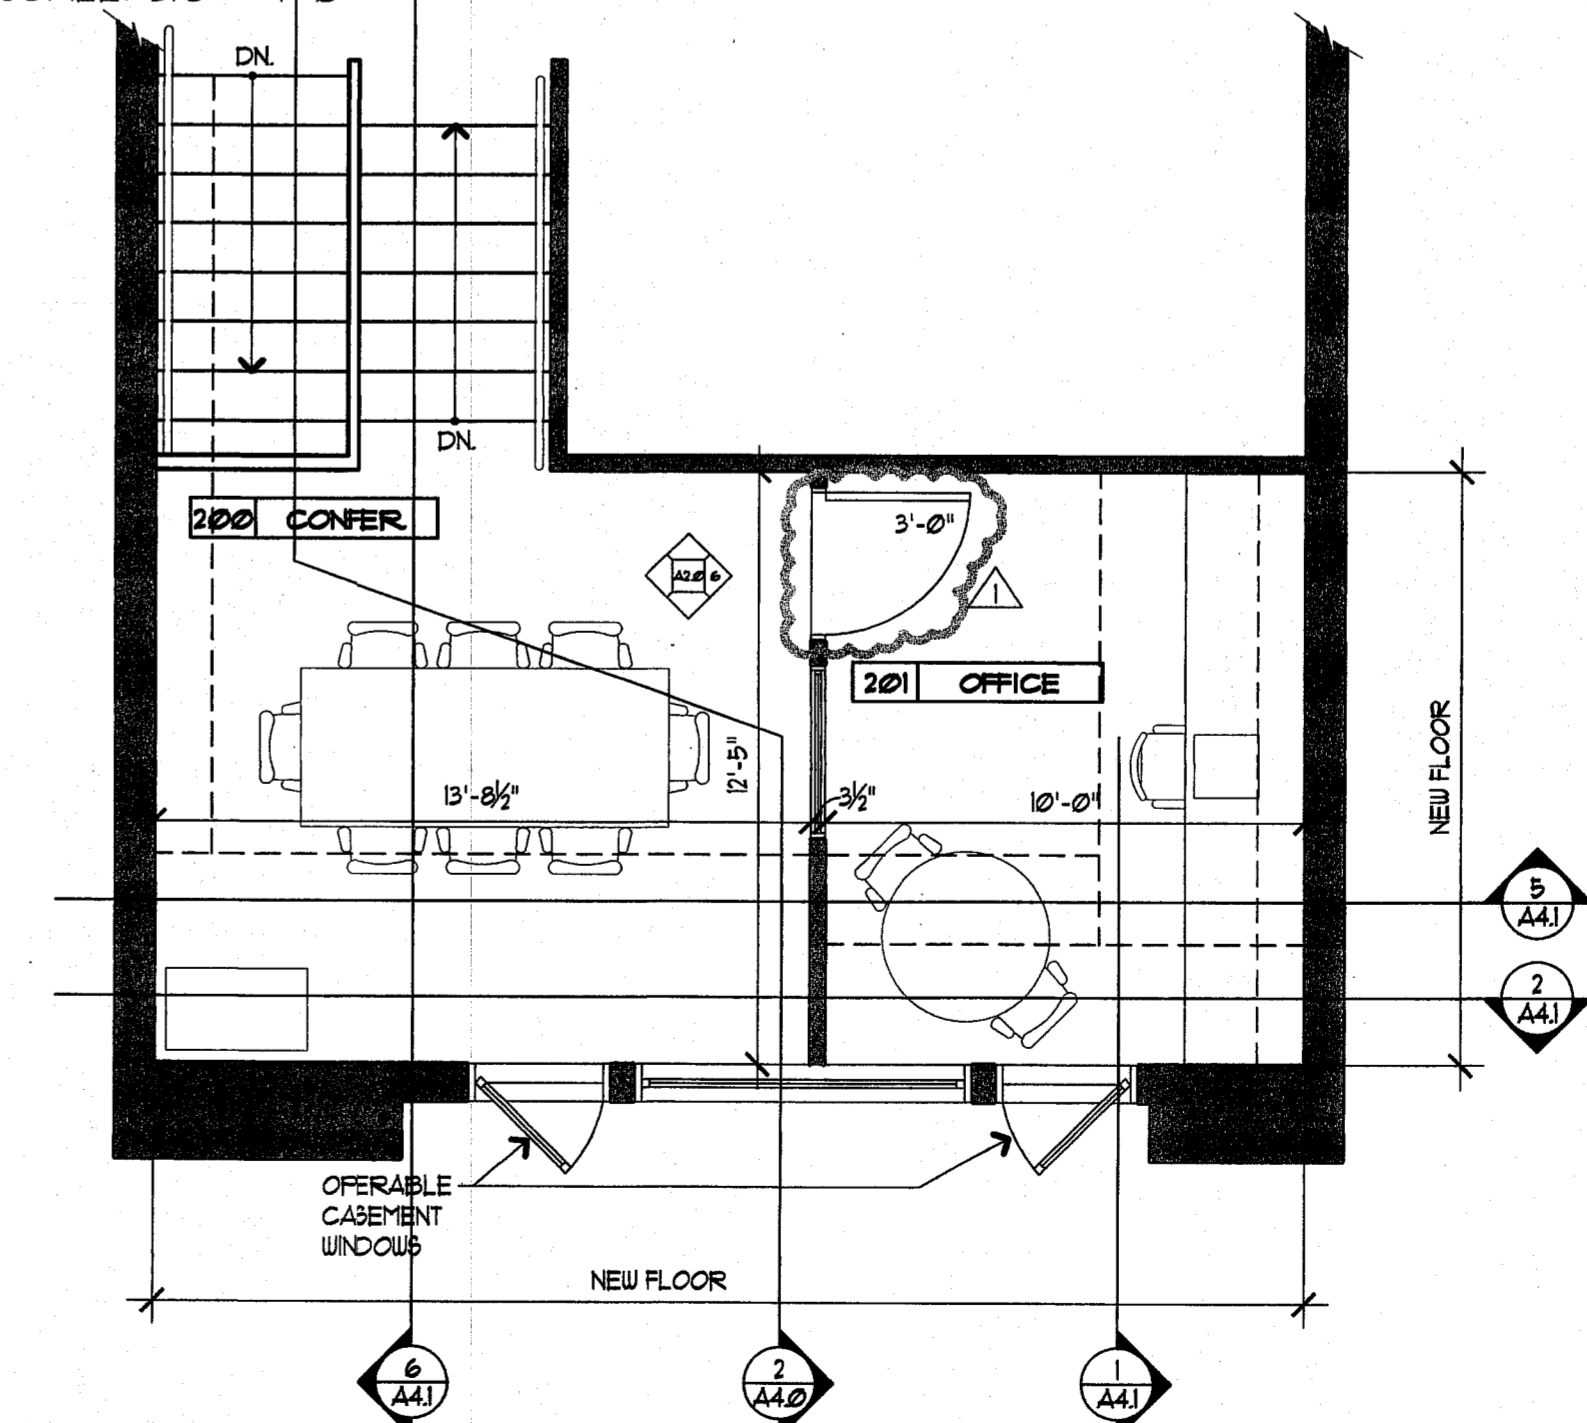 DN.
DN.
200 CONFER
3'-0"
A2.0 6
1
201 OFFICE
12'-5"
13'-8½"
3½"
10'-0"
NEW FLOOR
5
A4.1
2
A4.1
OPERABLE
CASEMENT
WINDOWS
NEW FLOOR
6
A4.1
2
A4.0
1
A4.1